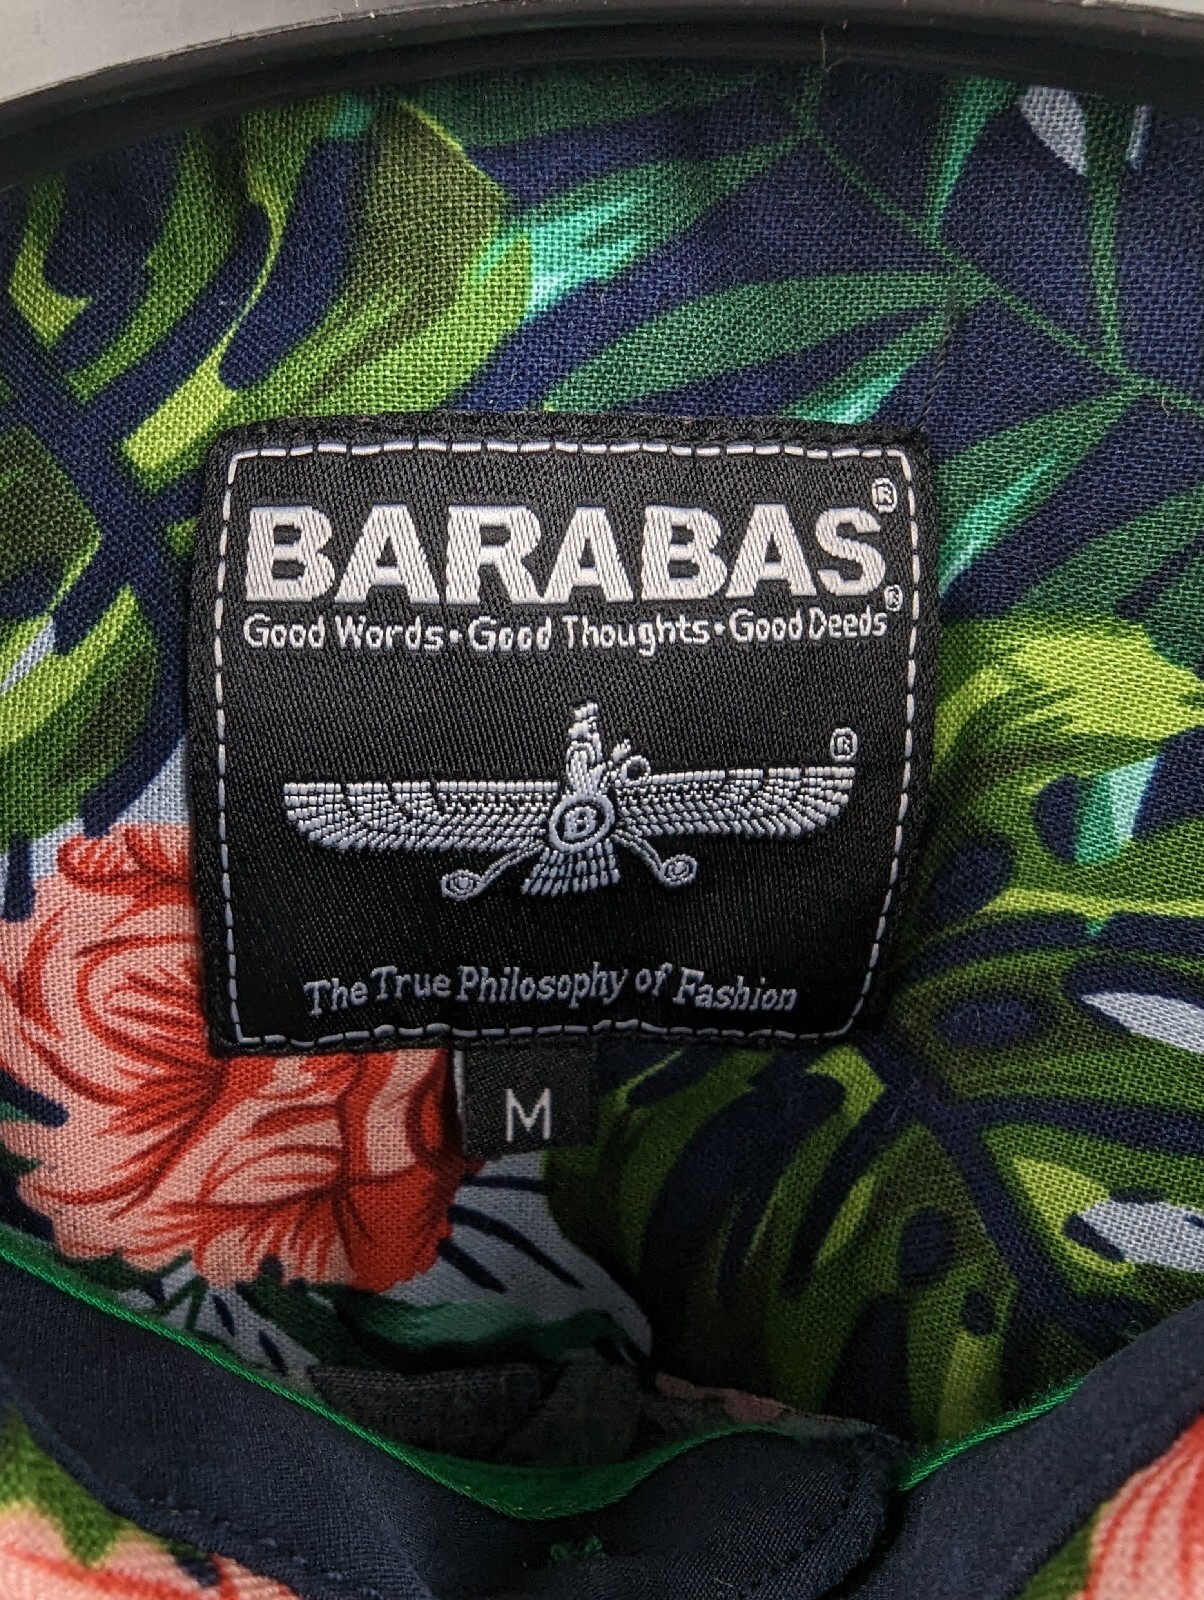 BARABAS®
Good Words•Good Thoughts•Good Deeds®
®
B
The True Philosophy of Fashion
M